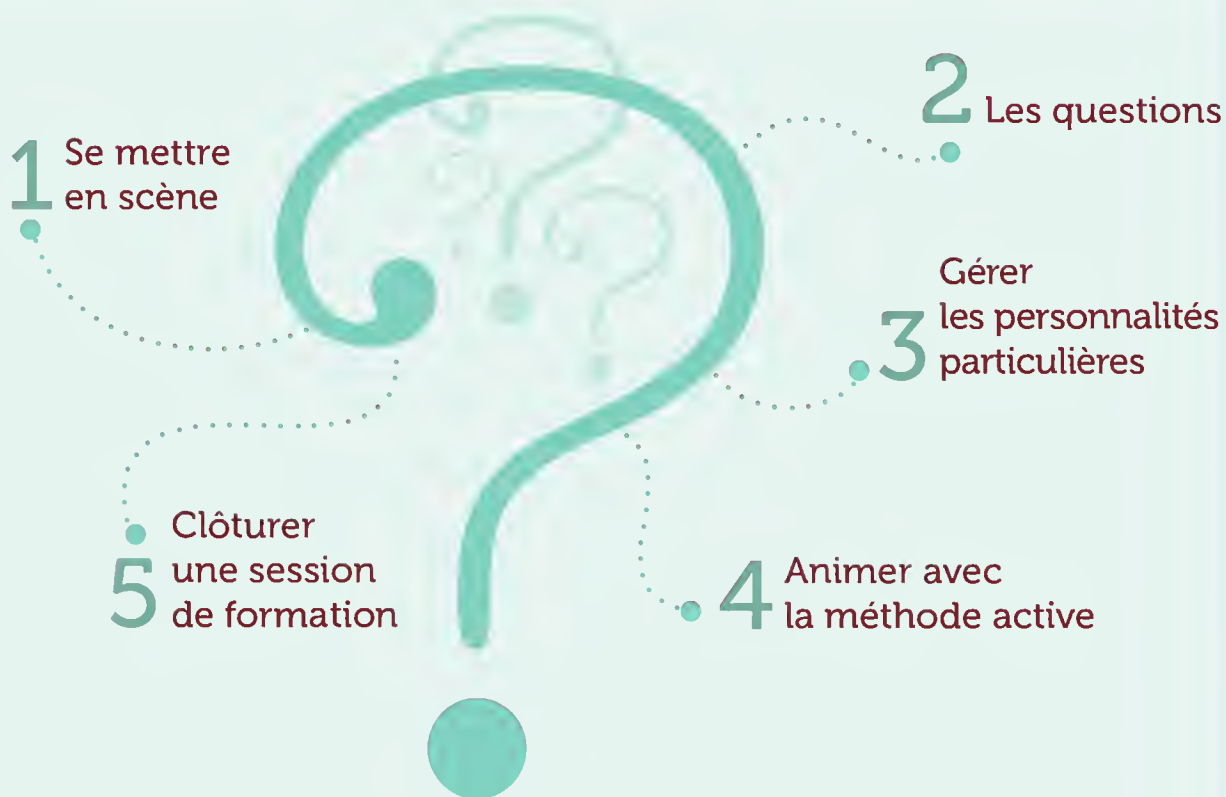 1 Se mettre
en scène
2 Les questions
Gérer
3 les personnalités
particulières
4 Animer avec
la méthode active
Clôturer
5 une session
de formation